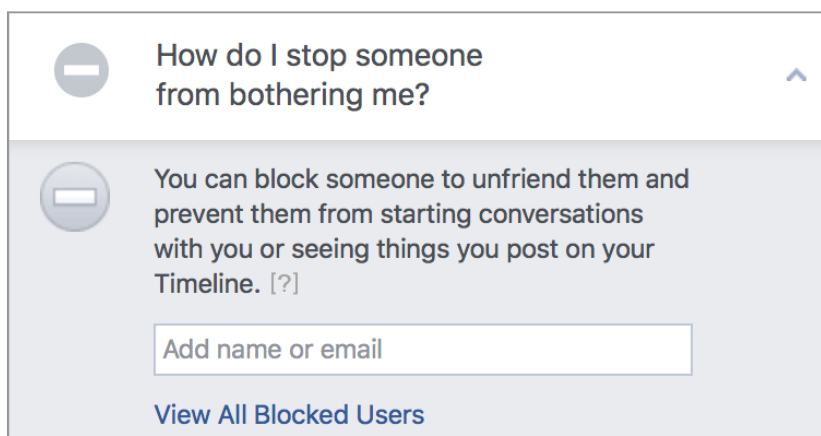 How do I stop someone
from bothering me?
You can block someone to unfriend them and
prevent them from starting conversations
with you or seeing things you post on your
Timeline. [?]
Add name or email
View All Blocked Users